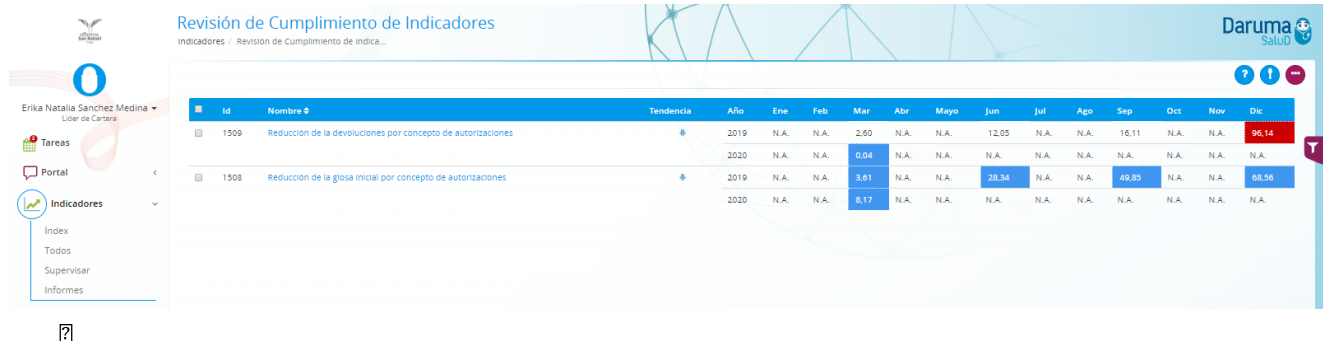 Revisión de Cumplimiento de Indicadores
Indicadores / Revisión de Cumplimiento de Indica...
Daruma
SaluD
HOSPITAL
San Rafael
Erika Natalia Sanchez Medina
Lider de Cartera
2
Tareas
Portal
Indicadores
Índex
Todos
Supervisar
Informes
Id Nombre Tendencia Año Ene Feb Mar Abr Mayo Jun Jul Ago Sep Oct Nov Dic
1509 Reducción de la devoluciones por concepto de autorizaciones 2019 N.A. N.A. 2,60 N.A. N.A. 12,05 N.A. N.A. 16,11 N.A. N.A. 96,14
2020 N.A. N.A. 0,04 N.A. N.A. N.A. N.A. N.A. N.A. N.A. N.A. N.A.
1508 Reducción de la glosa inicial por concepto de autorizaciones 2019 N.A. N.A. 3,61 N.A. N.A. 28,34 N.A. N.A. 49,85 N.A. N.A. 68,56
2020 N.A. N.A. 8,17 N.A. N.A. N.A. N.A. N.A. N.A. N.A. N.A. N.A.
?